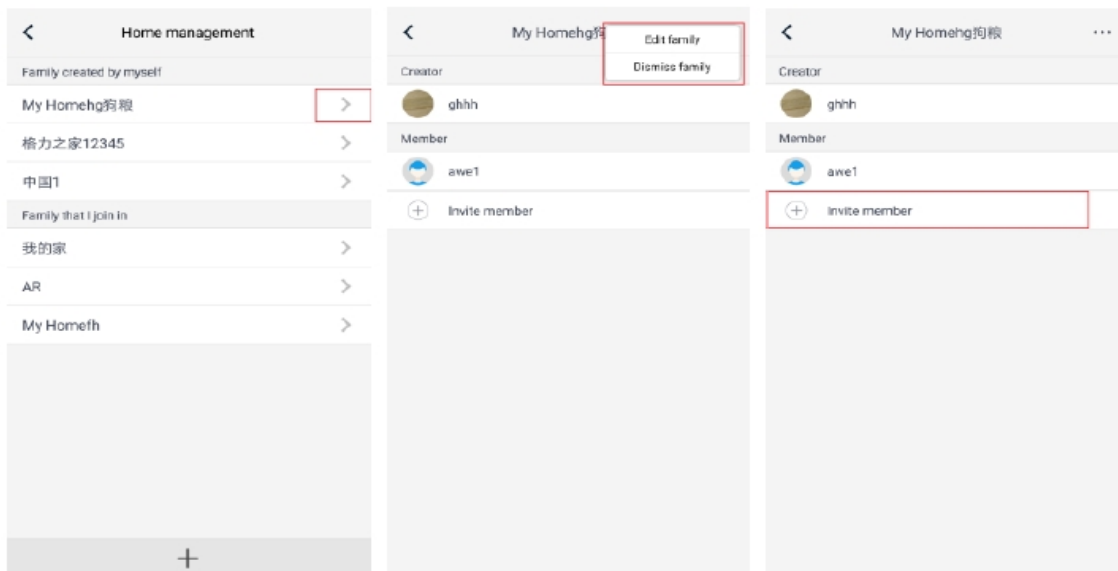 Home management
Family created by myself
My Homehg狗粮
格力之家12345
中国1
Family that I join in
我的家
AR
My Homefh
+
My Homehg狗
Edit family
Dismiss family
Creator
ghhh
Member
awe1
Invite member
My Homehg狗粮
...
Creator
ghhh
Member
awe1
Invite member